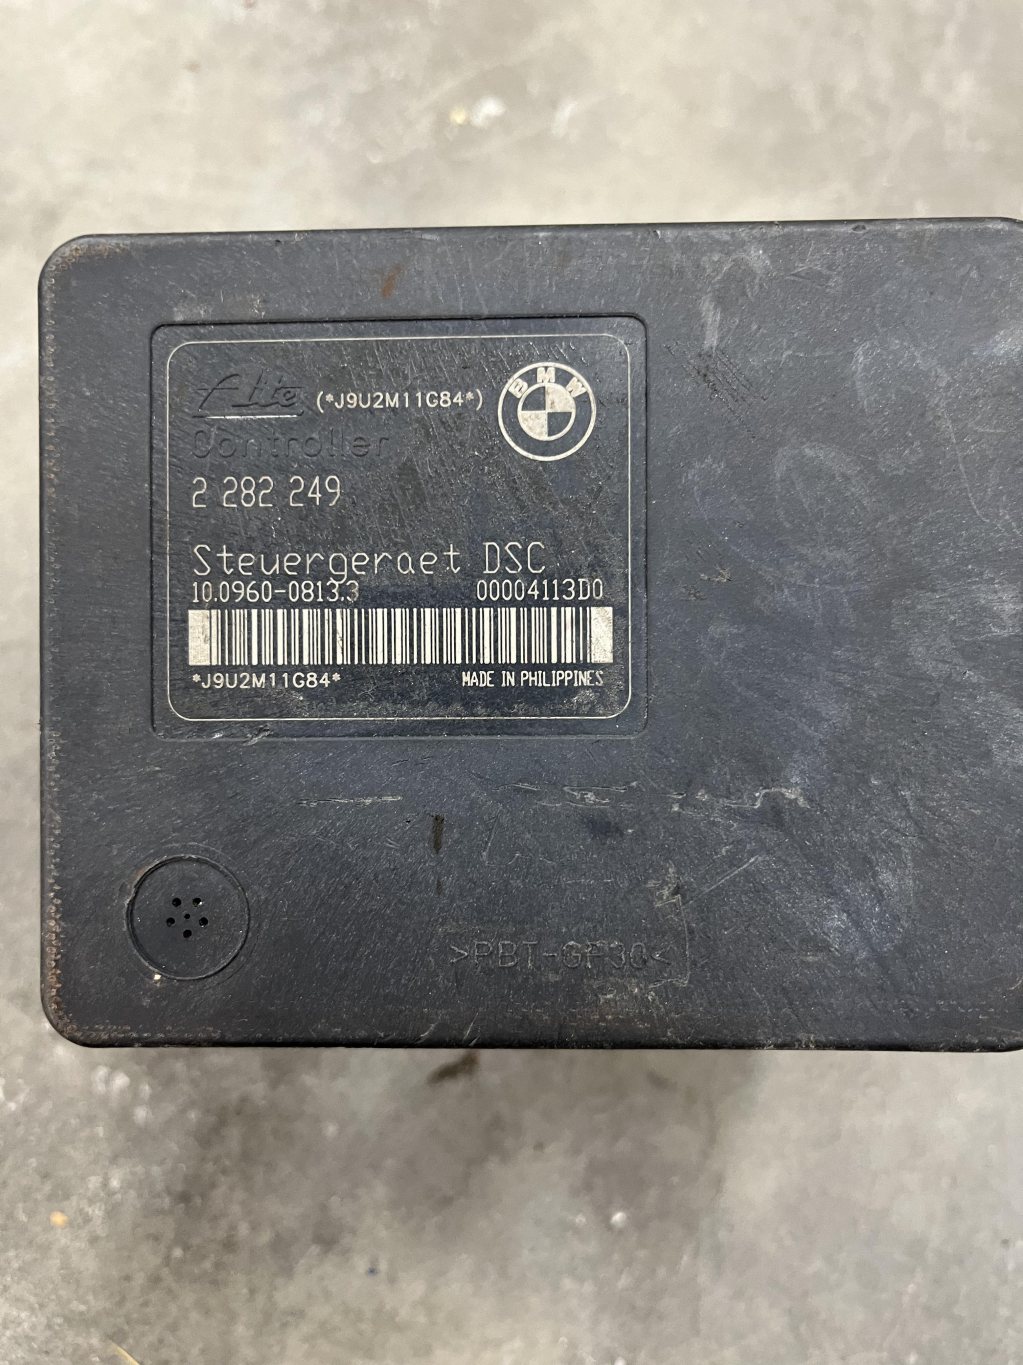 Ate (*J9U2M11G84*)
BMW
Controller
2 282 249
Steuergeraet DSC
10.0960-0813.3 00004113D0
*J9U2M11G84* MADE IN PHILIPPINES
>PBT-GF30<